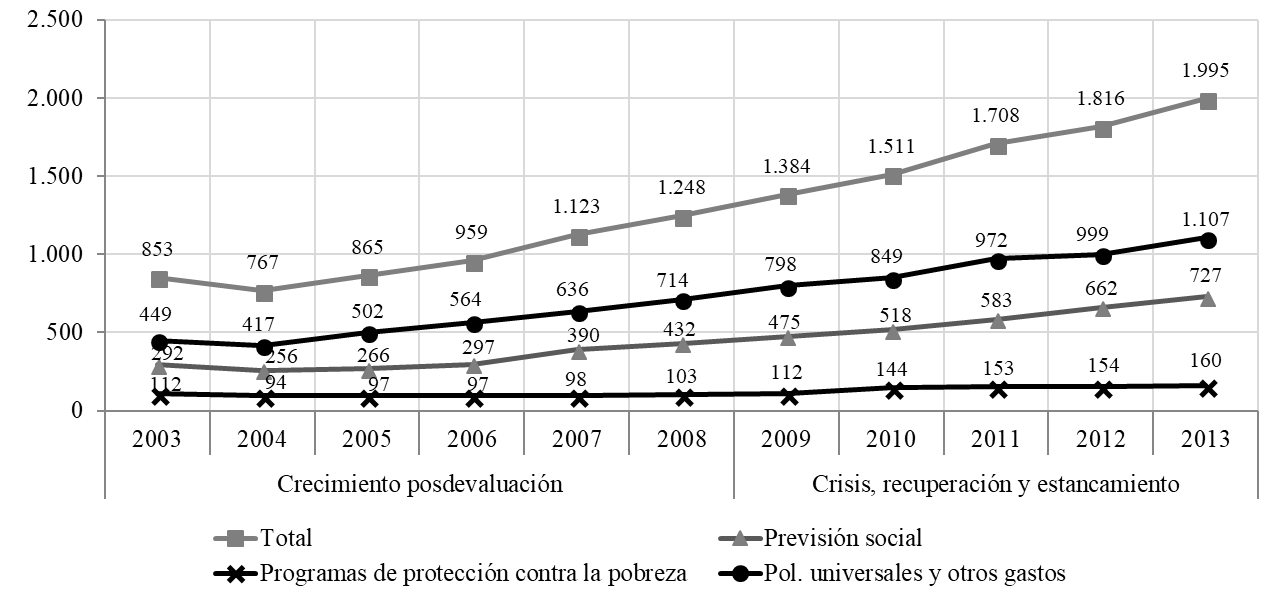 2.500
2.000
1.500
1.000
500
0
853 767 865 959 1.123 1.248 1.384 1.511 1.708 1.816 1.995
449 417 502 564 636 714 798 849 972 999 1.107
292 256 266 297 390 432 475 518 583 662 727
112 94 97 97 98 103 112 144 153 154 160
2003 2004 2005 2006 2007 2008 2009 2010 2011 2012 2013
Crecimiento posdevaluación Crisis, recuperación y estancamiento
Total Previsión social
Programas de protección contra la pobreza Pol. universales y otros gastos